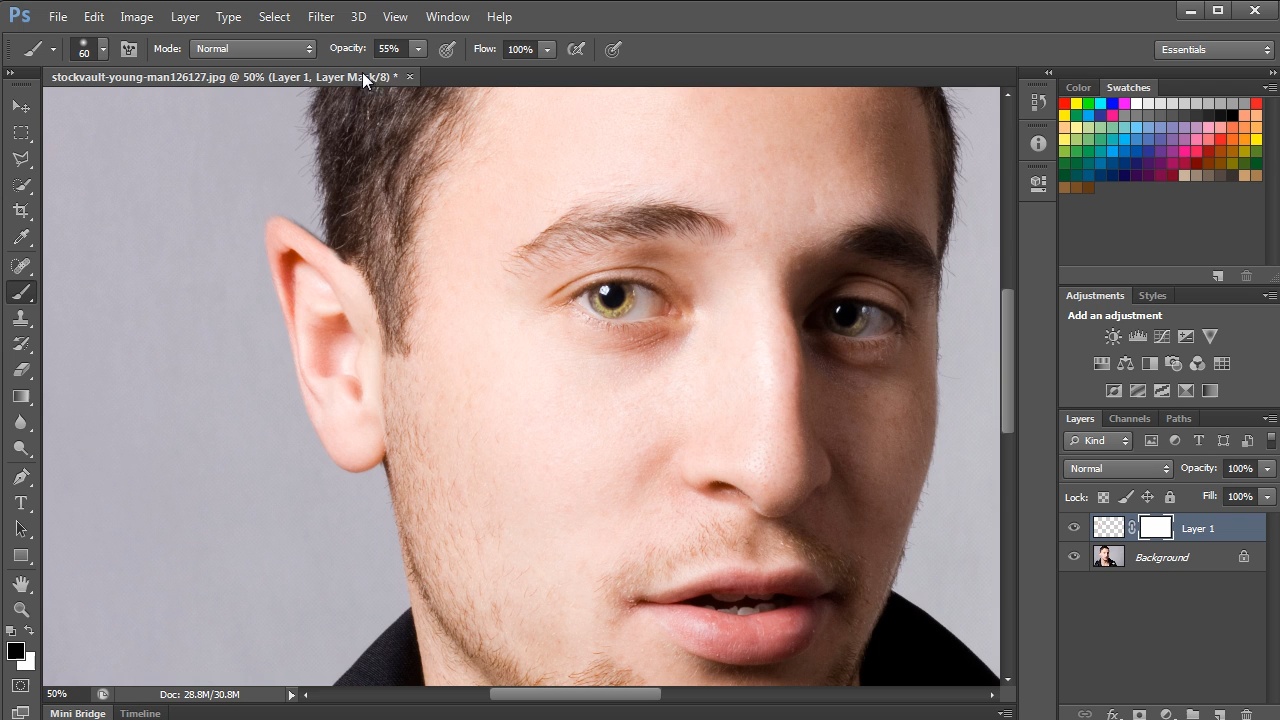 Ps File Edit Image Layer Type Select Filter 3D View Window Help
60 Mode: Normal Opacity: 55% Flow: 100% Essentials
stockvault-young-man126127.jpg @ 50% (Layer 1, Layer Mask/8) * ×
Color Swatches
Adjustments Styles
Add an adjustment
Layers Channels Paths
Kind T
Normal Opacity: 100%
Lock: Fill: 100%
Layer 1
Background
T
50% Doc: 28.8M/30.8M
Mini Bridge Timeline
fx